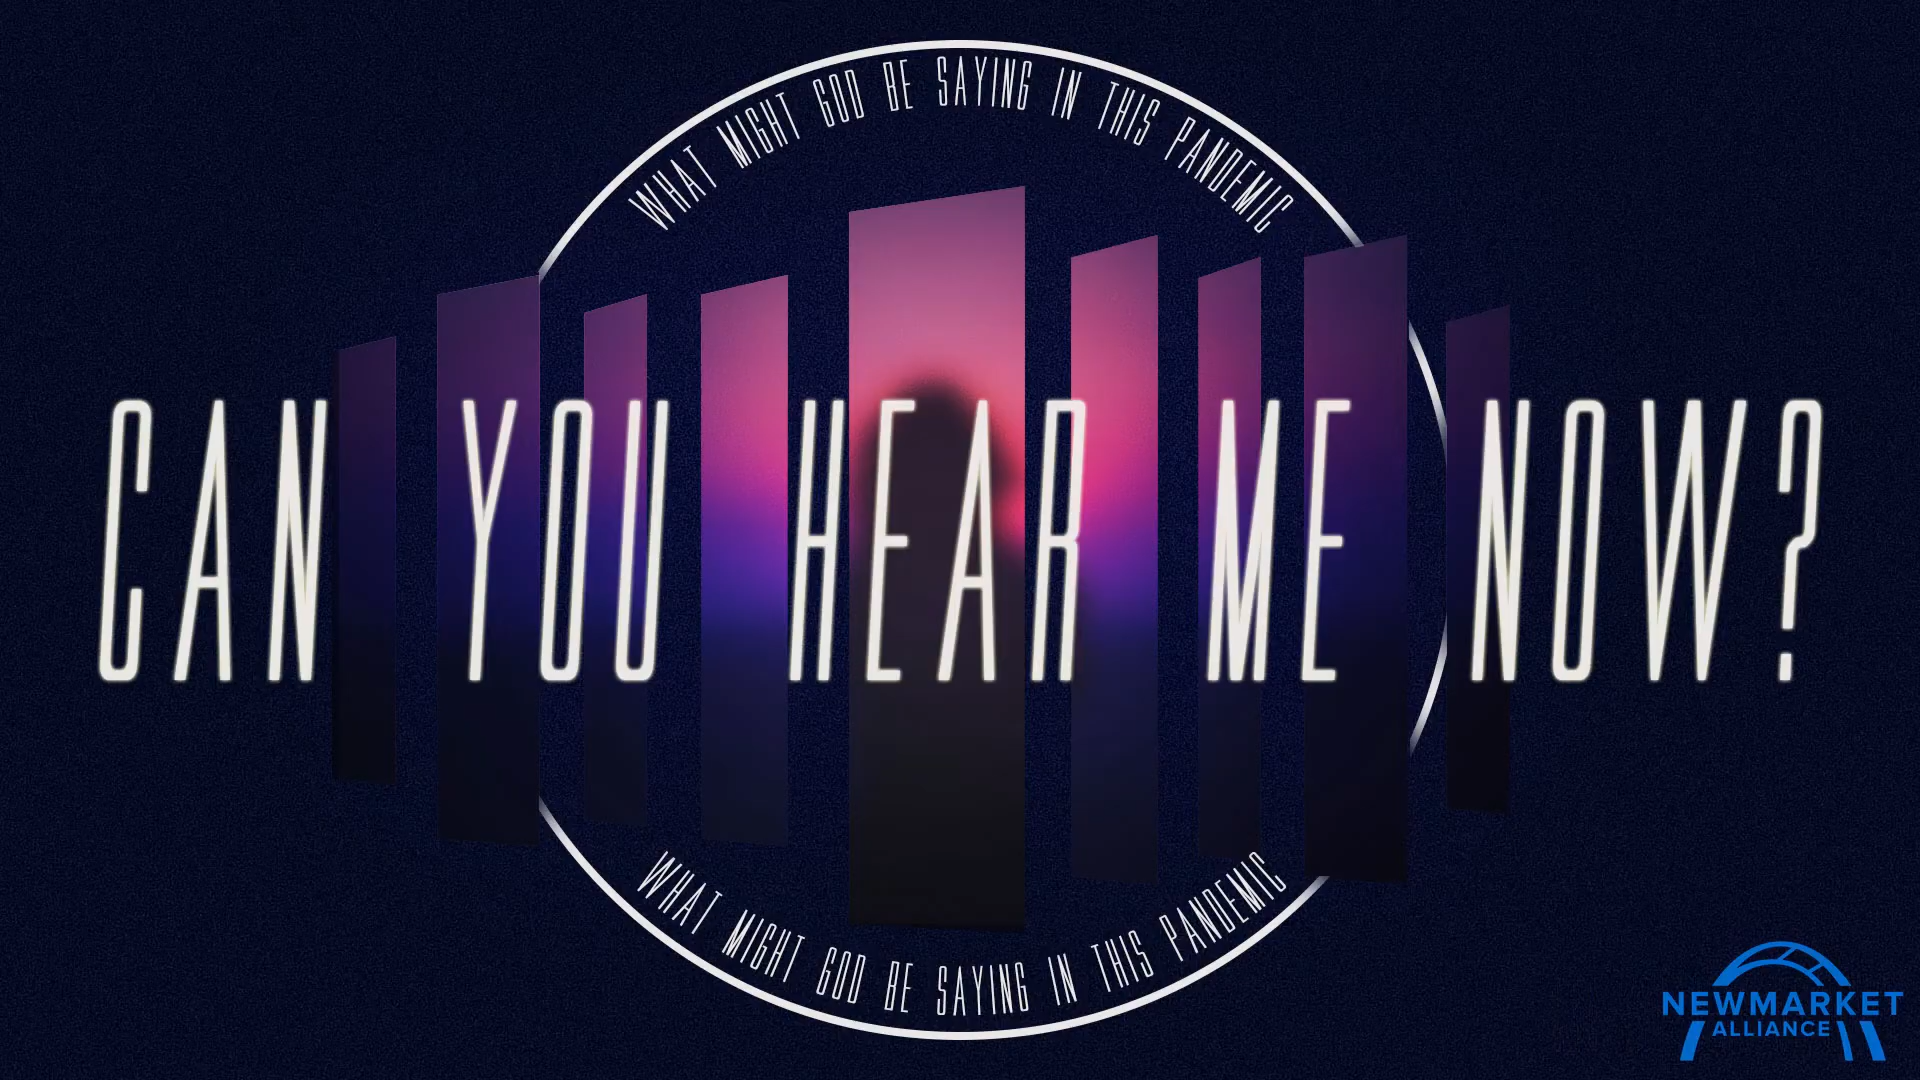 WHAT MIGHT GOD BE SAYING IN THIS PANDEMIC
CAN YOU HEAR ME NOW?
WHAT MIGHT GOD BE SAYING IN THIS PANDEMIC
NEWMARKET
ALLIANCE